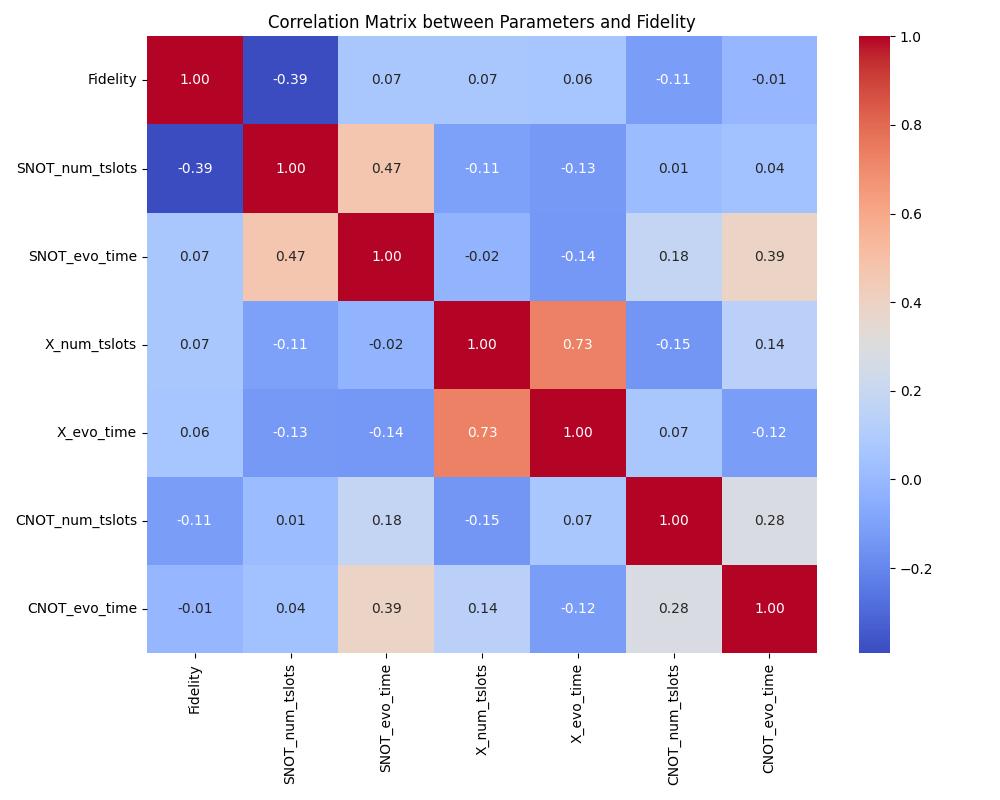 Correlation Matrix between Parameters and Fidelity
Fidelity 1.00 -0.39 0.07 0.07 0.06 -0.11 -0.01
SNOT_num_tslots -0.39 1.00 0.47 -0.11 -0.13 0.01 0.04
SNOT_evo_time 0.07 0.47 1.00 -0.02 -0.14 0.18 0.39
X_num_tslots 0.07 -0.11 -0.02 1.00 0.73 -0.15 0.14
X_evo_time 0.06 -0.13 -0.14 0.73 1.00 0.07 -0.12
CNOT_num_tslots -0.11 0.01 0.18 -0.15 0.07 1.00 0.28
CNOT_evo_time -0.01 0.04 0.39 0.14 -0.12 0.28 1.00
Fidelity
SNOT_num_tslots
SNOT_evo_time
X_num_tslots
X_evo_time
CNOT_num_tslots
CNOT_evo_time
1.0
0.8
0.6
0.4
0.2
0.0
−0.2